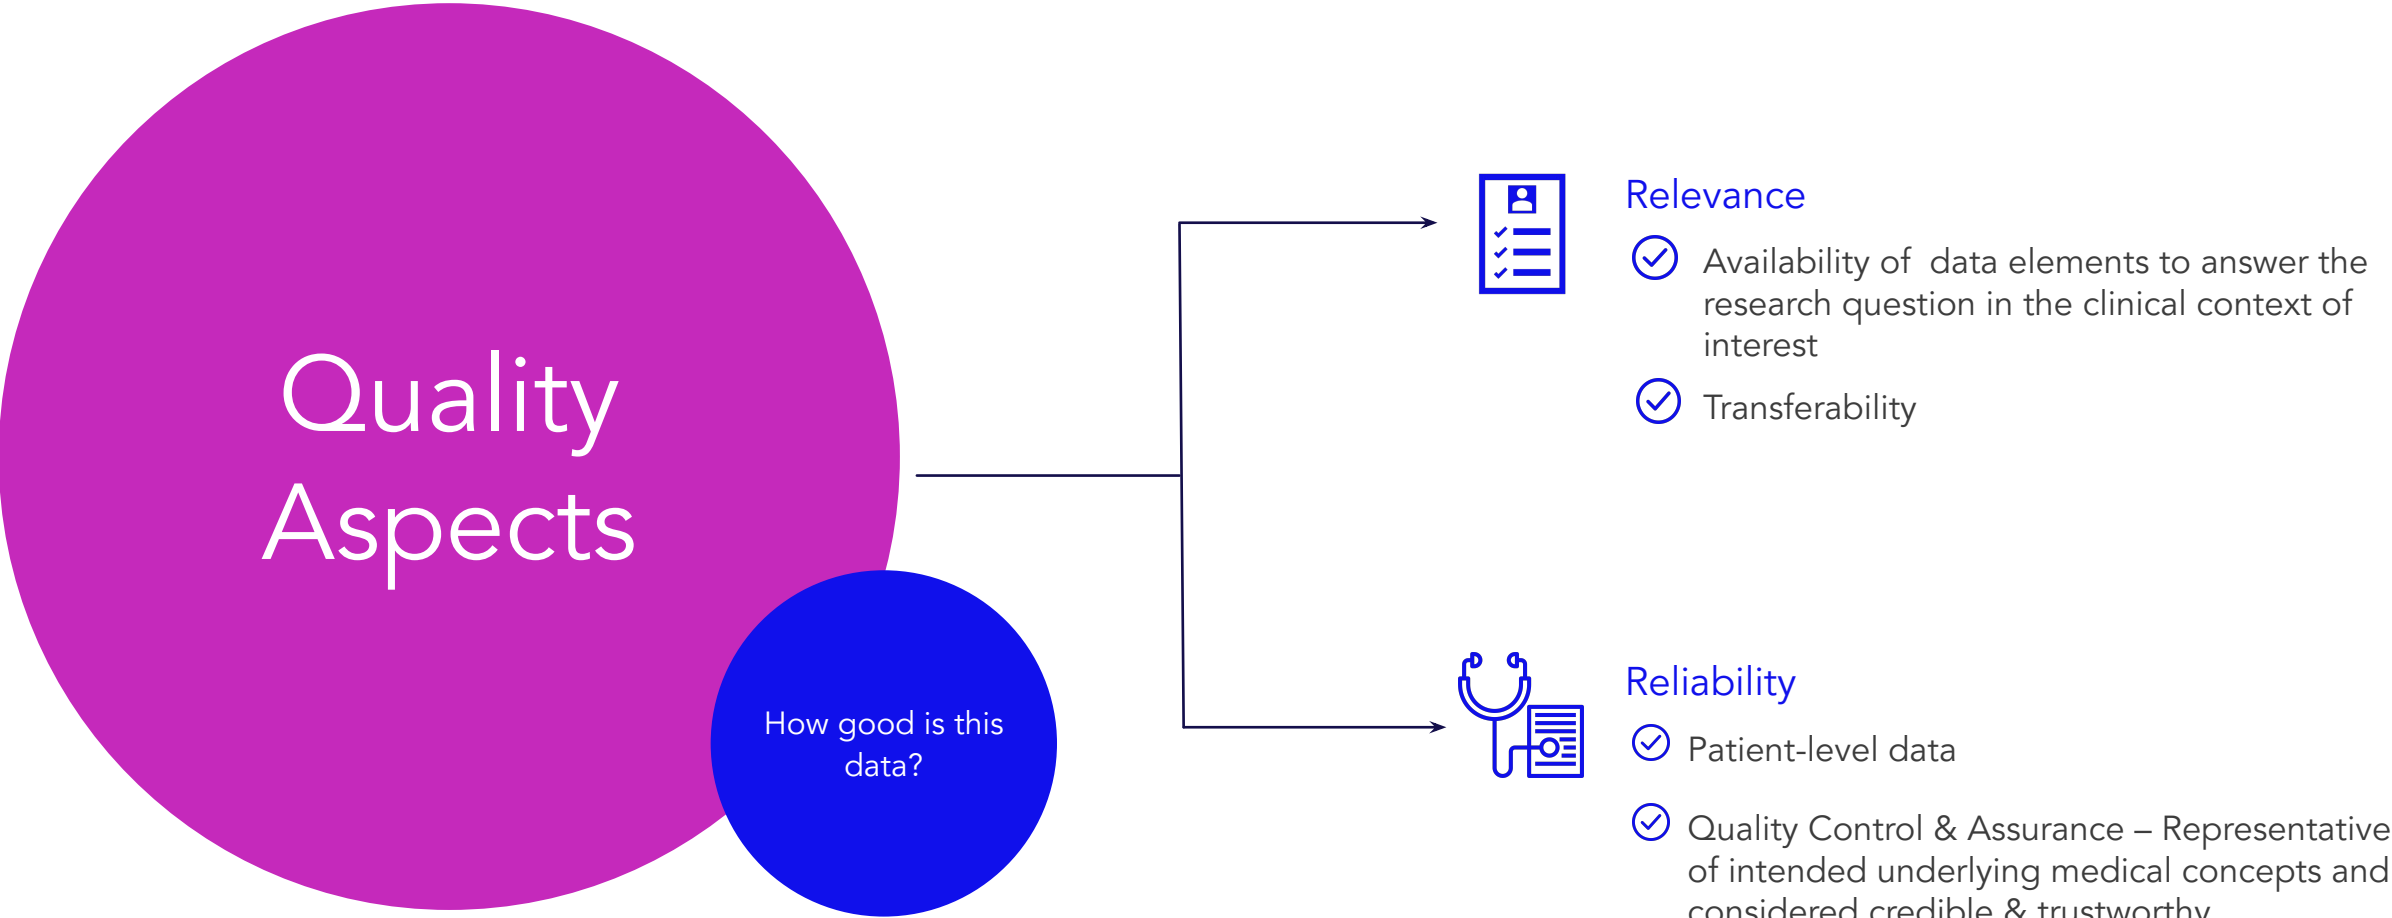 Quality
Aspects
How good is this
data?
Relevance
Availability of  data elements to answer the
research question in the clinical context of
interest
Transferability
Reliability
Patient-level data
Quality Control & Assurance – Representative
of intended underlying medical concepts and
considered credible & trustworthy